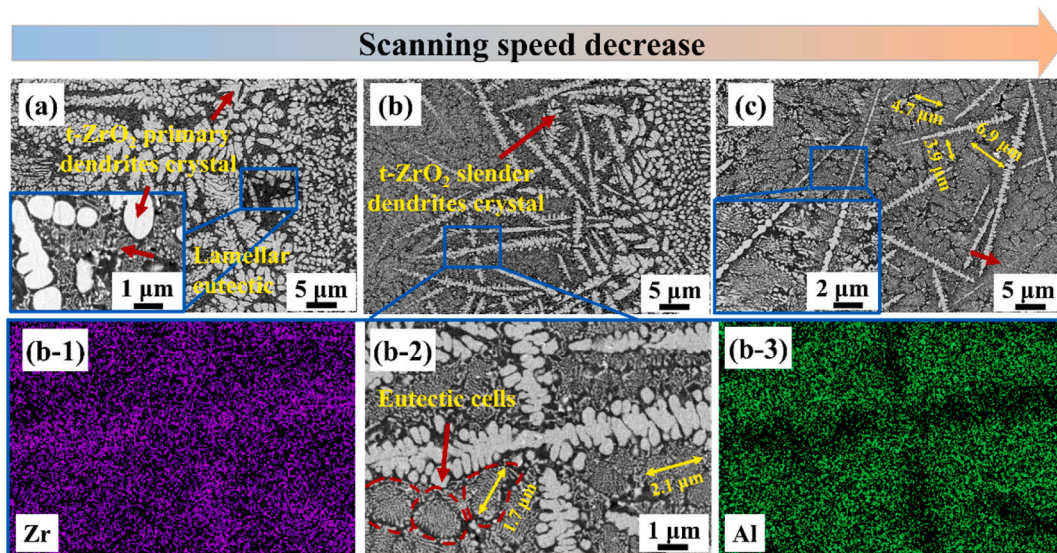 Scanning speed decrease
(a)
t-ZrO₂ primary
dendrites crystal
Lamellar
eutectic
1 μm
5 μm
(b)
t-ZrO₂ slender
dendrites crystal
5 μm
(c)
4.7 μm
6.9 μm
3.9 μm
2 μm
5 μm
(b-1)
Zr
(b-2)
Eutectic cells
1.7 μm
2.1 μm
1 μm
(b-3)
Al